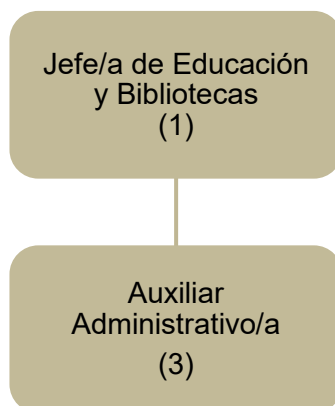 Jefe/a de Educación
y Bibliotecas
(1)
Auxiliar
Administrativo/a
(3)